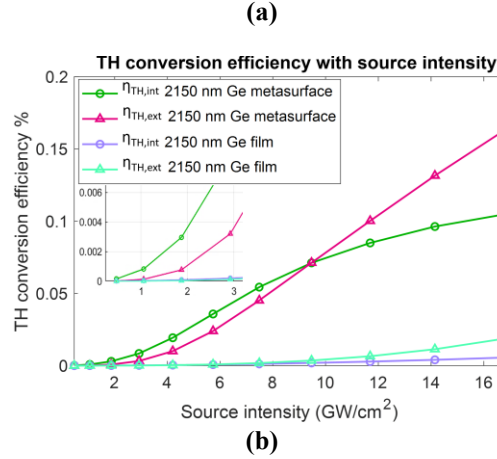 (a)
TH conversion efficiency with source intensity
TH conversion efficiency %
0.2
0.15
0.1
0.05
0
ηTH,int 2150 nm Ge metasurface
ηTH,ext 2150 nm Ge metasurface
ηTH,int 2150 nm Ge film
ηTH,ext 2150 nm Ge film
0.006
0.004
0.002
0.000
1 2 3
2 4 6 8 10 12 14 16
Source intensity (GW/cm²)
(b)